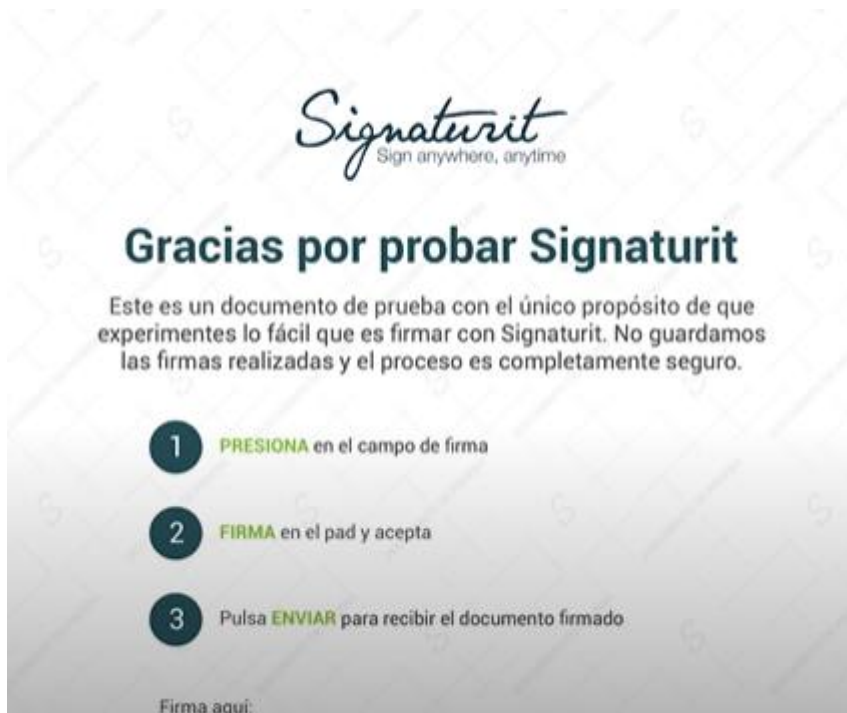 Signaturit
Sign anywhere, anytime
Gracias por probar Signaturit
Este es un documento de prueba con el único propósito de que
experimentes lo fácil que es firmar con Signaturit. No guardamos
las firmas realizadas y el proceso es completamente seguro.
1 PRESIONA en el campo de firma
2 FIRMA en el pad y acepta
3 Pulsa ENVIAR para recibir el documento firmado
Firma aquí: